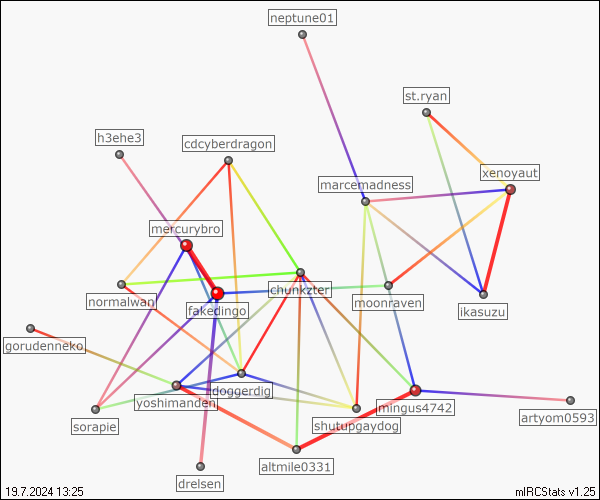 neptune01
st.ryan
h3ehe3
cdcyberdragon
xenoyaut
marcemadness
mercurybro
chunkzter
normalwan
moonraven
fakedingo
ikasuzu
gorudenneko
doggerdig
yoshimanden
mingus4742
artyom0593
sorapie
shutupgaydog
altmile0331
drelsen
19.7.2024 13:25
mIRCStats v1.25